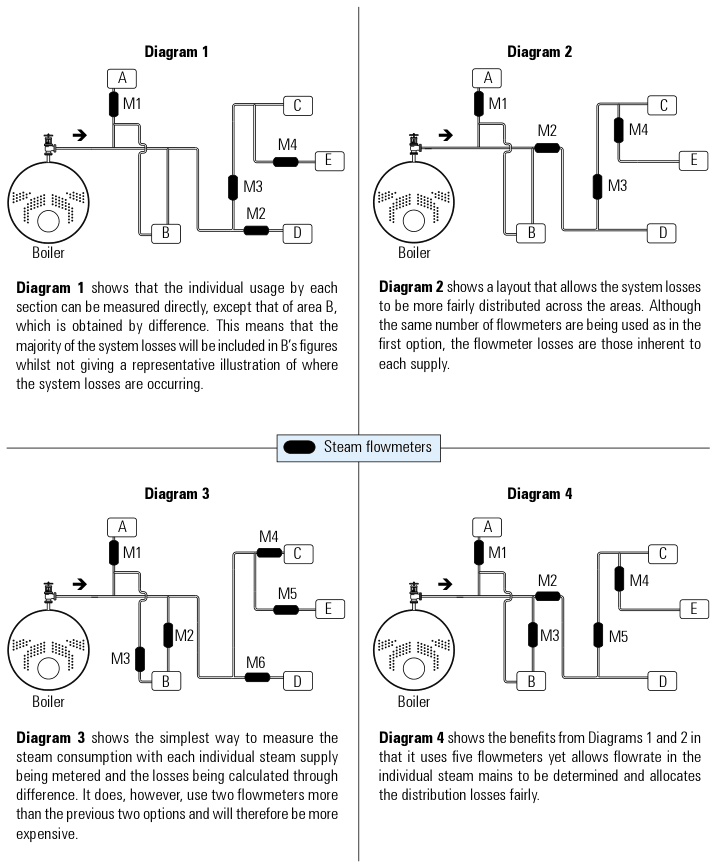 Diagram 1
A
M1
C
M4
E
M3
M2
B
D
Boiler
Diagram 1 shows that the individual usage by each
section can be measured directly, except that of area B,
which is obtained by difference. This means that the
majority of the system losses will be included in B's figures
whilst not giving a representative illustration of where
the system losses are occurring.
Diagram 2
A
M1
C
M2
M4
E
M3
B
D
Boiler
Diagram 2 shows a layout that allows the system losses
to be more fairly distributed across the areas. Although
the same number of flowmeters are being used as in the
first option, the flowmeter losses are those inherent to
each supply.
Steam flowmeters
Diagram 3
A
M1
M4
C
M5
E
M2
M3
M6
B
D
Boiler
Diagram 3 shows the simplest way to measure the
steam consumption with each individual steam supply
being metered and the losses being calculated through
difference. It does, however, use two flowmeters more
than the previous two options and will therefore be more
expensive.
Diagram 4
A
M1
C
M2
M4
E
M3
M5
B
D
Boiler
Diagram 4 shows the benefits from Diagrams 1 and 2 in
that it uses five flowmeters yet allows flowrate in the
individual steam mains to be determined and allocates
the distribution losses fairly.